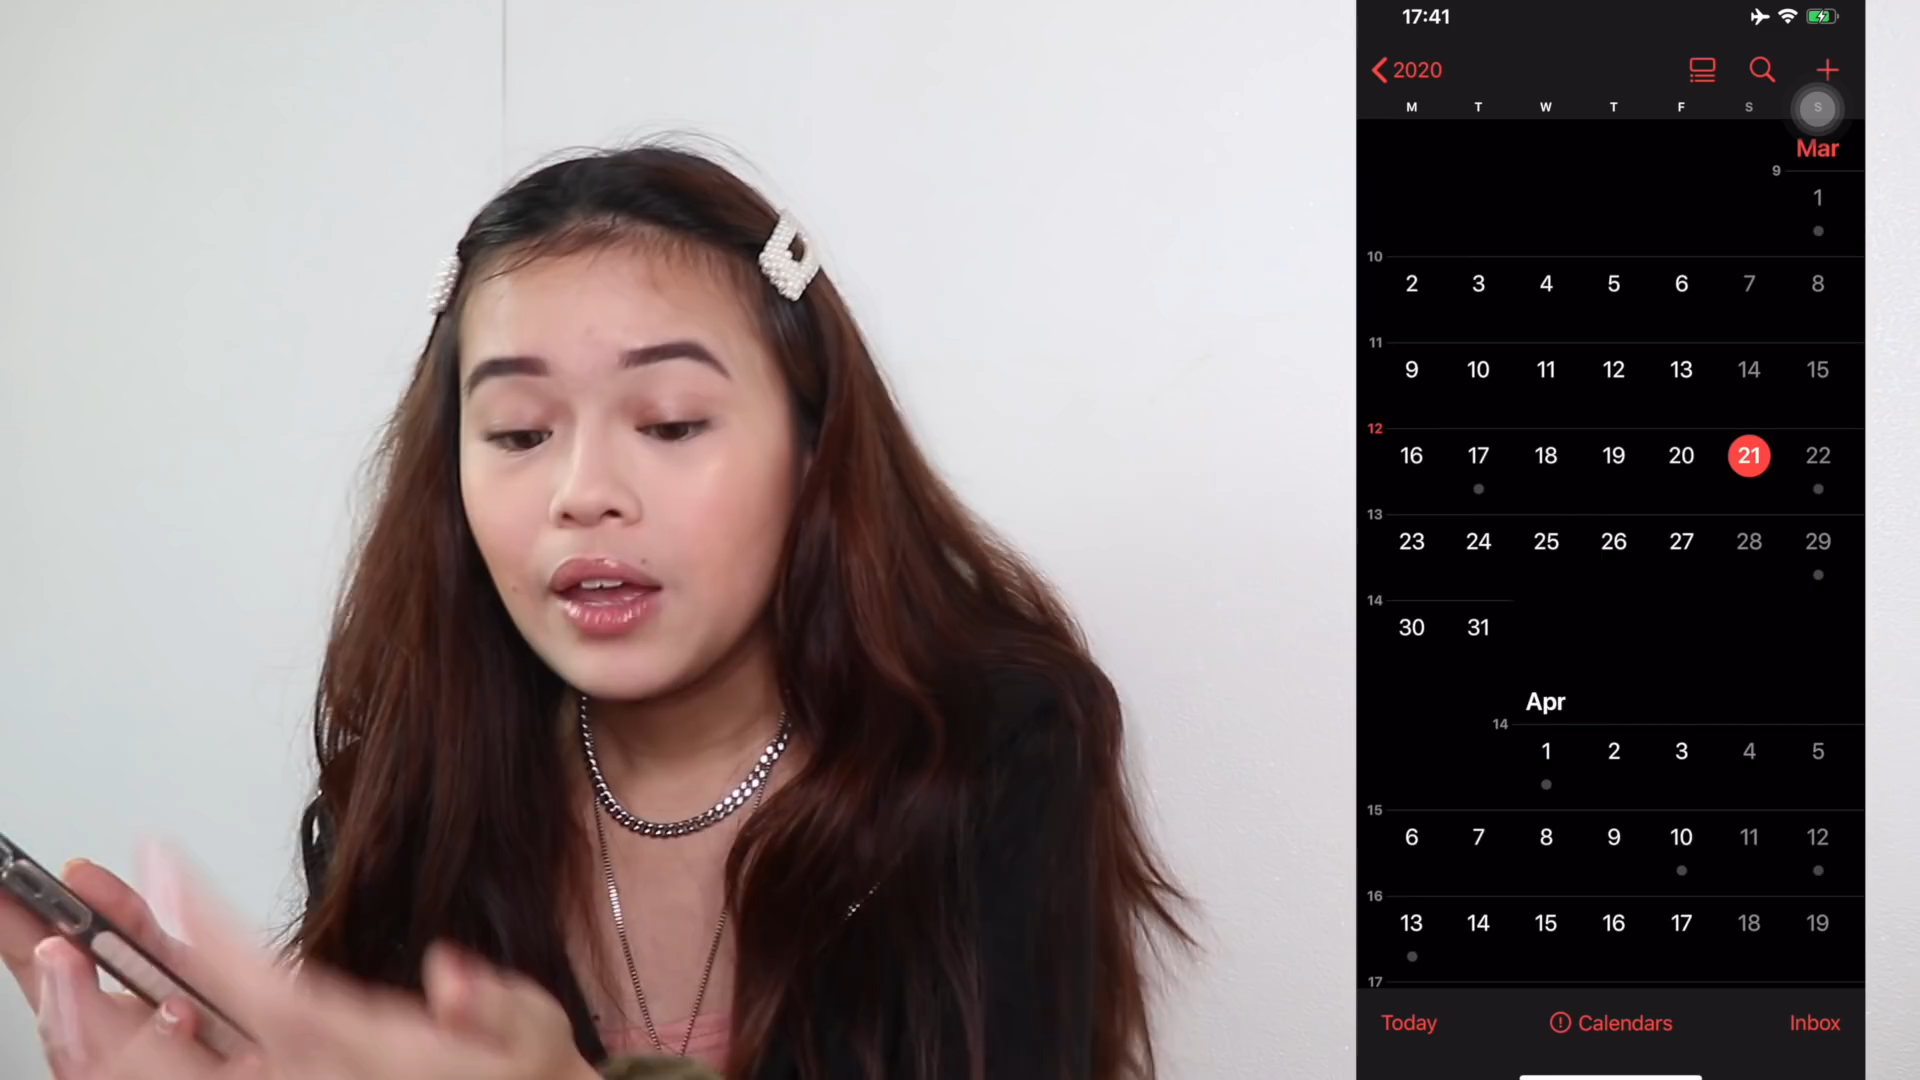 17:41
2020
M T W T F S S
Mar
9
1
10
2 3 4 5 6 7 8
11
9 10 11 12 13 14 15
12
16 17 18 19 20 21 22
13
23 24 25 26 27 28 29
14
30 31
Apr
14
1 2 3 4 5
15
6 7 8 9 10 11 12
16
13 14 15 16 17 18 19
17
Today
Calendars
Inbox